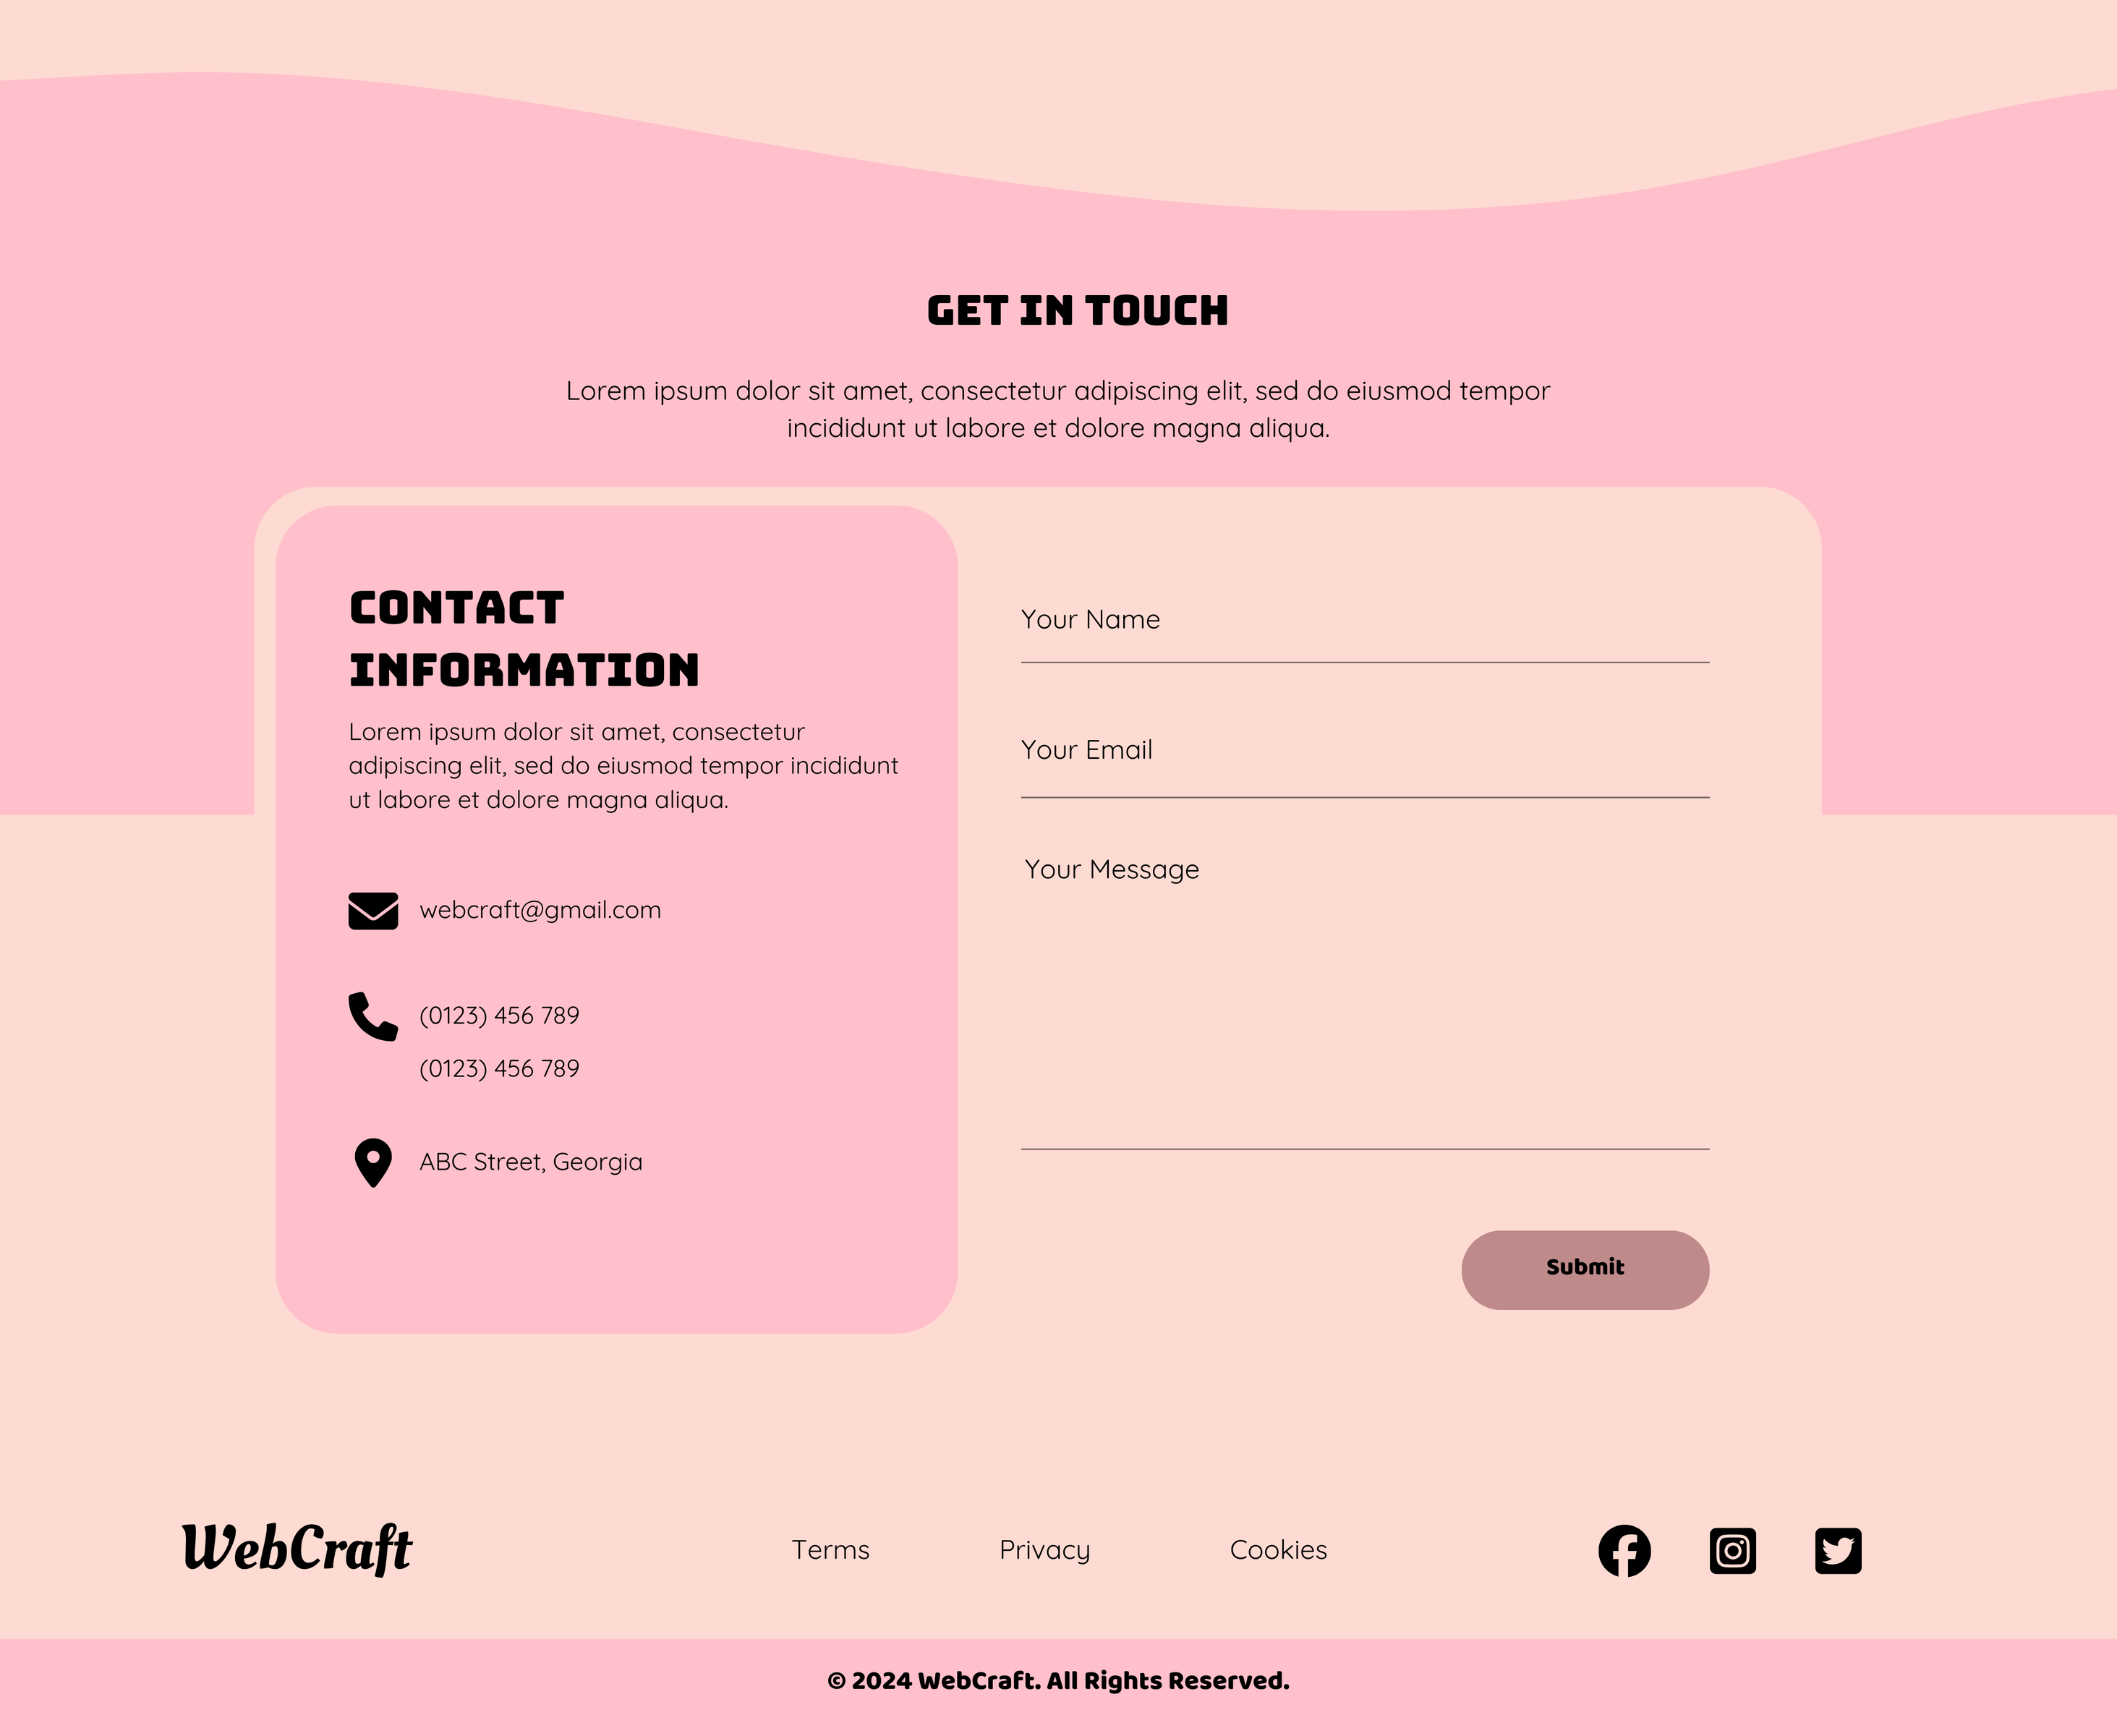 GET IN TOUCH
Lorem ipsum dolor sit amet, consectetur adipiscing elit, sed do eiusmod tempor
incididunt ut labore et dolore magna aliqua.
CONTACT
INFORMATION
Lorem ipsum dolor sit amet, consectetur
adipiscing elit, sed do eiusmod tempor incididunt
ut labore et dolore magna aliqua.
webcraft@gmail.com
(0123) 456 789
(0123) 456 789
ABC Street, Georgia
Your Name
Your Email
Your Message
Submit
WebCraft
Terms
Privacy
Cookies
© 2024 WebCraft. All Rights Reserved.